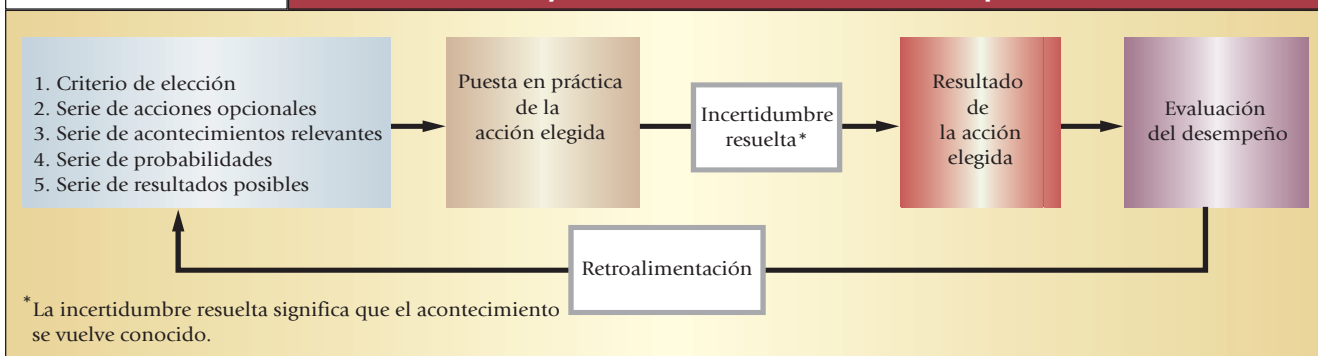 1. Criterio de elección
2. Serie de acciones opcionales
3. Serie de acontecimientos relevantes
4. Serie de probabilidades
5. Serie de resultados posibles
Puesta en práctica
de la
acción elegida
Incertidumbre
resuelta*
Resultado
de
la acción
elegida
Evaluación
del desempeño
Retroalimentación
*La incertidumbre resuelta significa que el acontecimiento
se vuelve conocido.